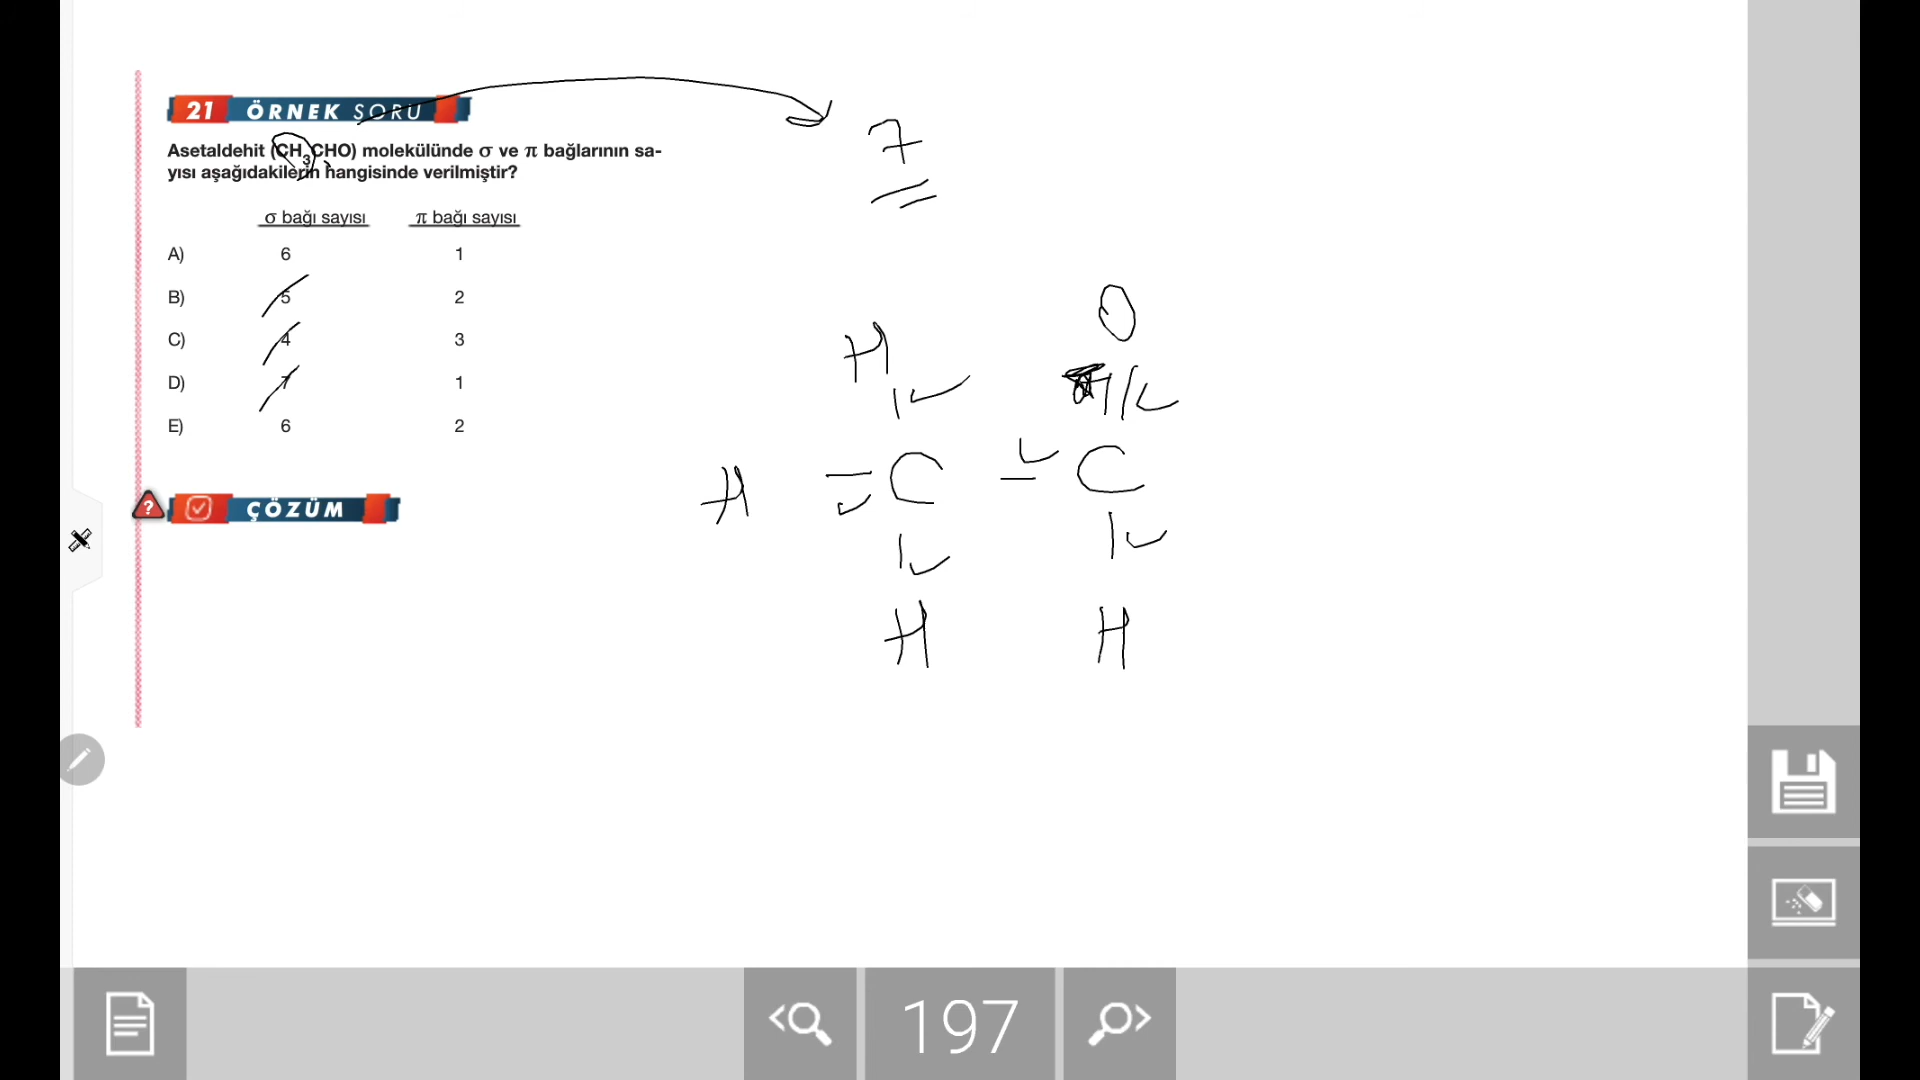 21 ÖRNEK SORU
Asetaldehit (CH3CHO) molekülünde σ ve π bağlarının sa-
yısı aşağıdakilerin hangisinde verilmiştir?
σ bağı sayısı π bağı sayısı
A) 6 1
B) 5 2
C) 4 3
D) 7 1
E) 6 2
? ÇÖZÜM
7
O
H
π
H C C
H H
197